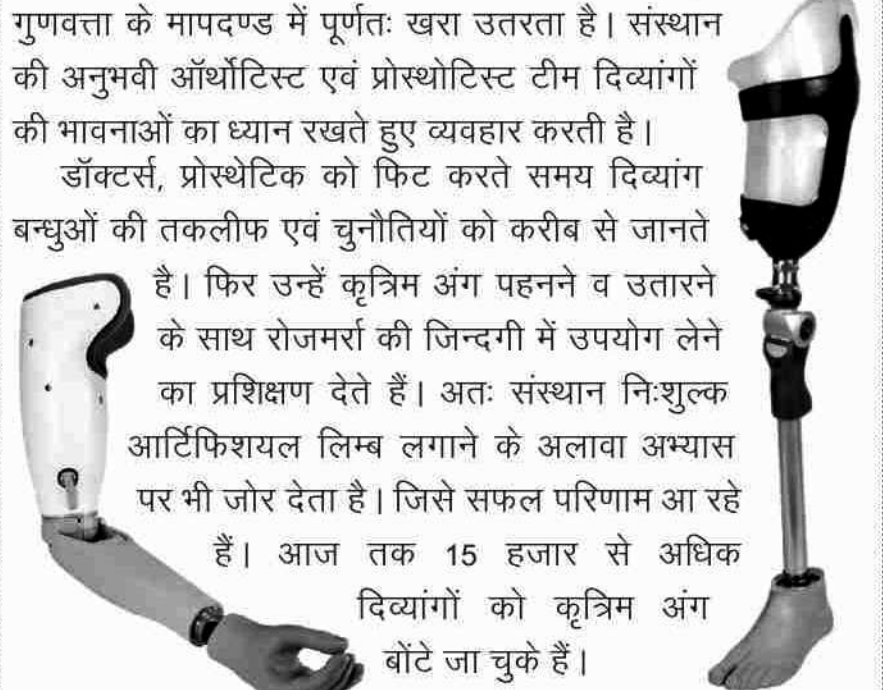 गुणवत्ता के मापदण्ड में पूर्णतः खरा उतरता है। संस्थान
की अनुभवी ऑर्थोटिस्ट एवं प्रोस्थोटिस्ट टीम दिव्यांगों
की भावनाओं का ध्यान रखते हुए व्यवहार करती है।
डॉक्टर्स, प्रोस्थेटिक को फिट करते समय दिव्यांग
बन्धुओं की तकलीफ एवं चुनौतियों को करीब से जानते
है। फिर उन्हें कृत्रिम अंग पहनने व उतारने
के साथ रोजमर्रा की जिन्दगी में उपयोग लेने
का प्रशिक्षण देते हैं। अतः संस्थान निःशुल्क
आर्टिफिशयल लिम्ब लगाने के अलावा अभ्यास
पर भी जोर देता है। जिसे सफल परिणाम आ रहे
हैं। आज तक 15 हजार से अधिक
दिव्यांगों को कृत्रिम अंग
बोंटे जा चुके हैं।